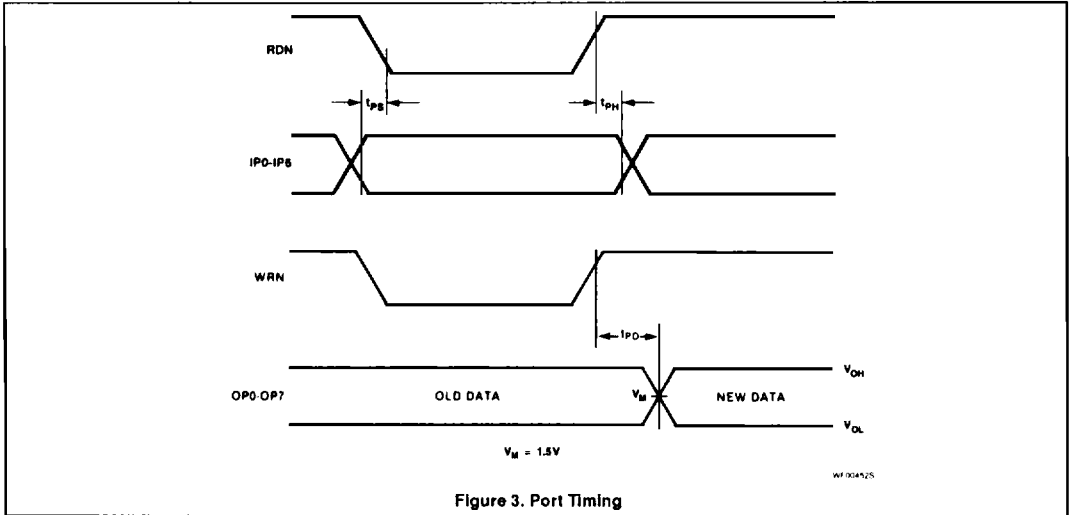 RDN
tPS
tPH
IP0-IP6
WRN
tPD
OP0-OP7
OLD DATA
VM
NEW DATA
VOH
VOL
VM = 1.5V
WF00452S
Figure 3. Port Timing